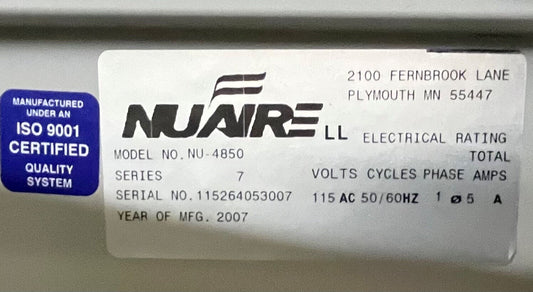 MANUFACTURED
UNDER AN
ISO 9001
CERTIFIED
QUALITY
SYSTEM
2100 FERNBROOK LANE
PLYMOUTH MN 55447
NUAIRE LL
ELECTRICAL RATING
MODEL NO. NU-4850 TOTAL
SERIES 7 VOLTS CYCLES PHASE AMPS
SERIAL NO. 115264053007 115 AC 50/60HZ 1 ø 5 A
YEAR OF MFG. 2007